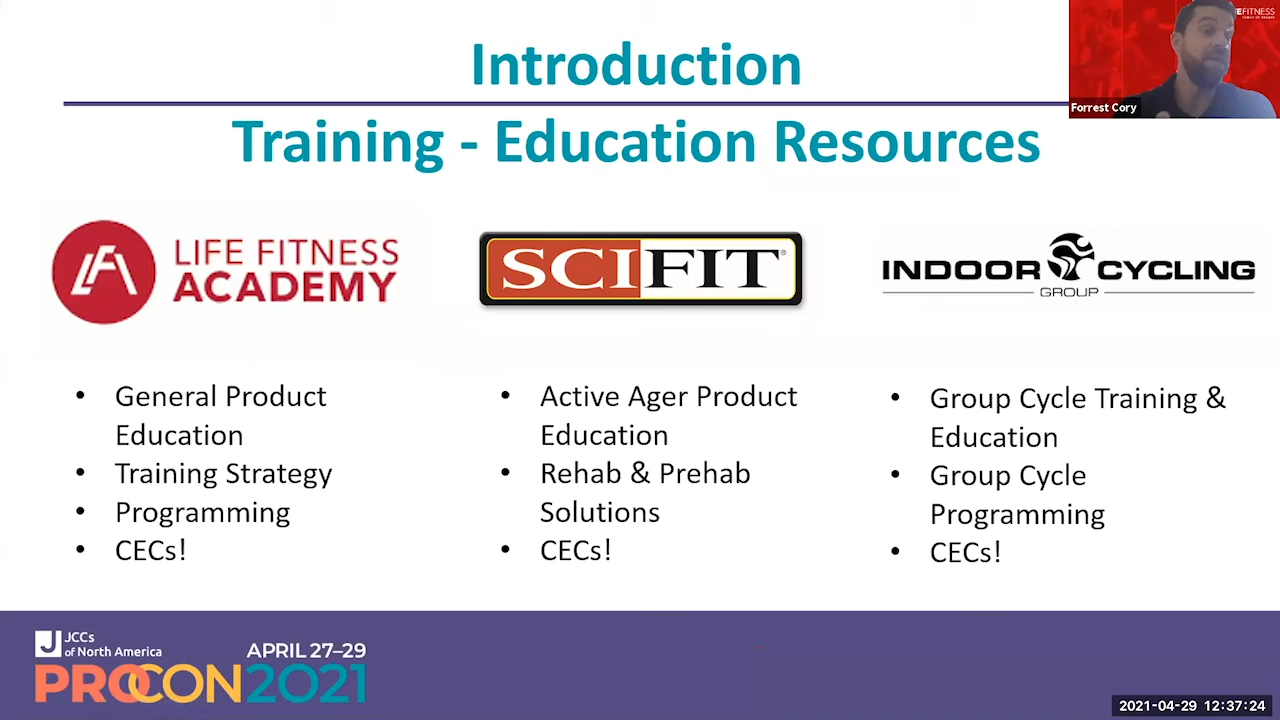 Introduction
Training - Education Resources
FITNESS
Forrest Cory
LIFE FITNESS
ACADEMY
SCIFIT®
INDOOR CYCLING
GROUP
• General Product
Education
• Training Strategy
• Programming
• CECs!
• Active Ager Product
Education
• Rehab & Prehab
Solutions
• CECs!
• Group Cycle Training &
Education
• Group Cycle
Programming
• CECs!
J JCCs
of North America
APRIL 27–29
PROCON2021
2021-04-29 12:37:24